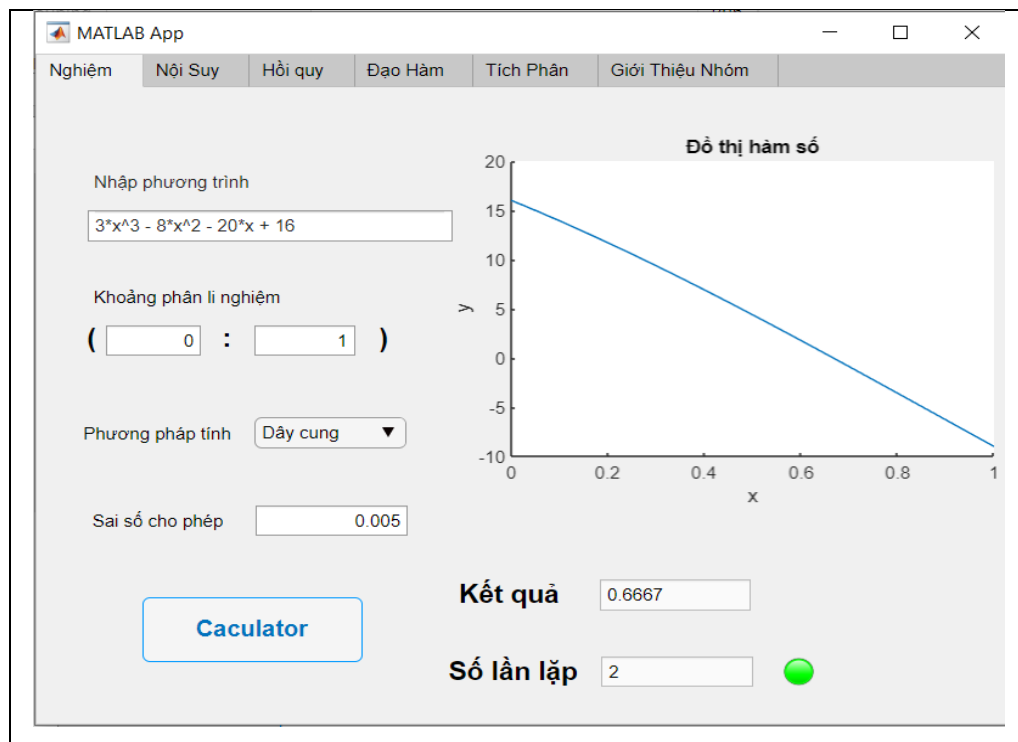 MATLAB App
Nghiệm Nội Suy Hồi quy Đạo Hàm Tích Phân Giới Thiệu Nhóm
Nhập phương trình
3*x^3 - 8*x^2 - 20*x + 16
Khoảng phân li nghiệm
( 0 : 1 )
Phương pháp tính Dây cung
Sai số cho phép 0.005
Caculator
Đồ thị hàm số
20
15
10
5
0
-5
-10
y
0 0.2 0.4 0.6 0.8 1
x
Kết quả 0.6667
Số lần lặp 2